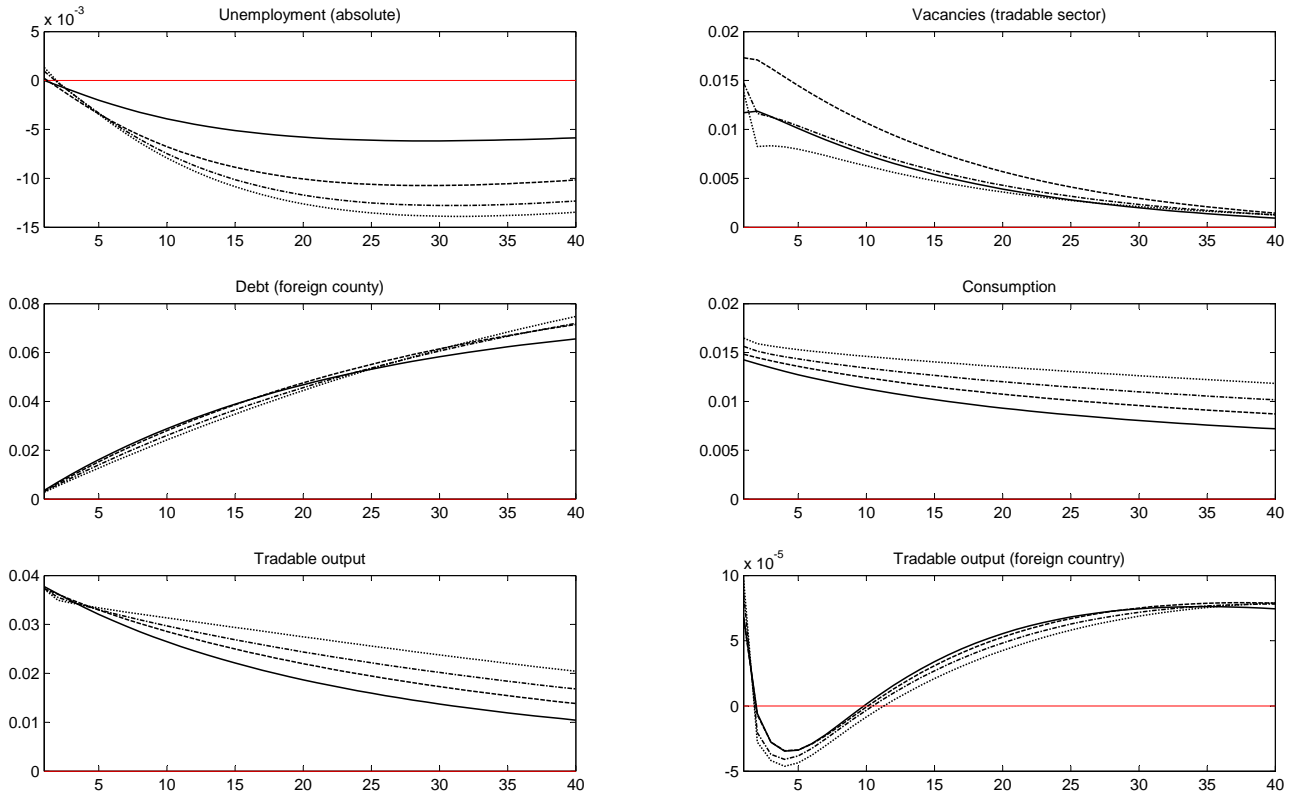 Unemployment (absolute)
x 10^-3
5
0
-5
-10
-15
5 10 15 20 25 30 35 40
Vacancies (tradable sector)
0.02
0.015
0.01
0.005
0
5 10 15 20 25 30 35 40
Debt (foreign county)
0.08
0.06
0.04
0.02
0
5 10 15 20 25 30 35 40
Consumption
0.02
0.015
0.01
0.005
0
5 10 15 20 25 30 35 40
Tradable output
0.04
0.03
0.02
0.01
0
5 10 15 20 25 30 35 40
Tradable output (foreign country)
x 10^-5
10
5
0
-5
5 10 15 20 25 30 35 40